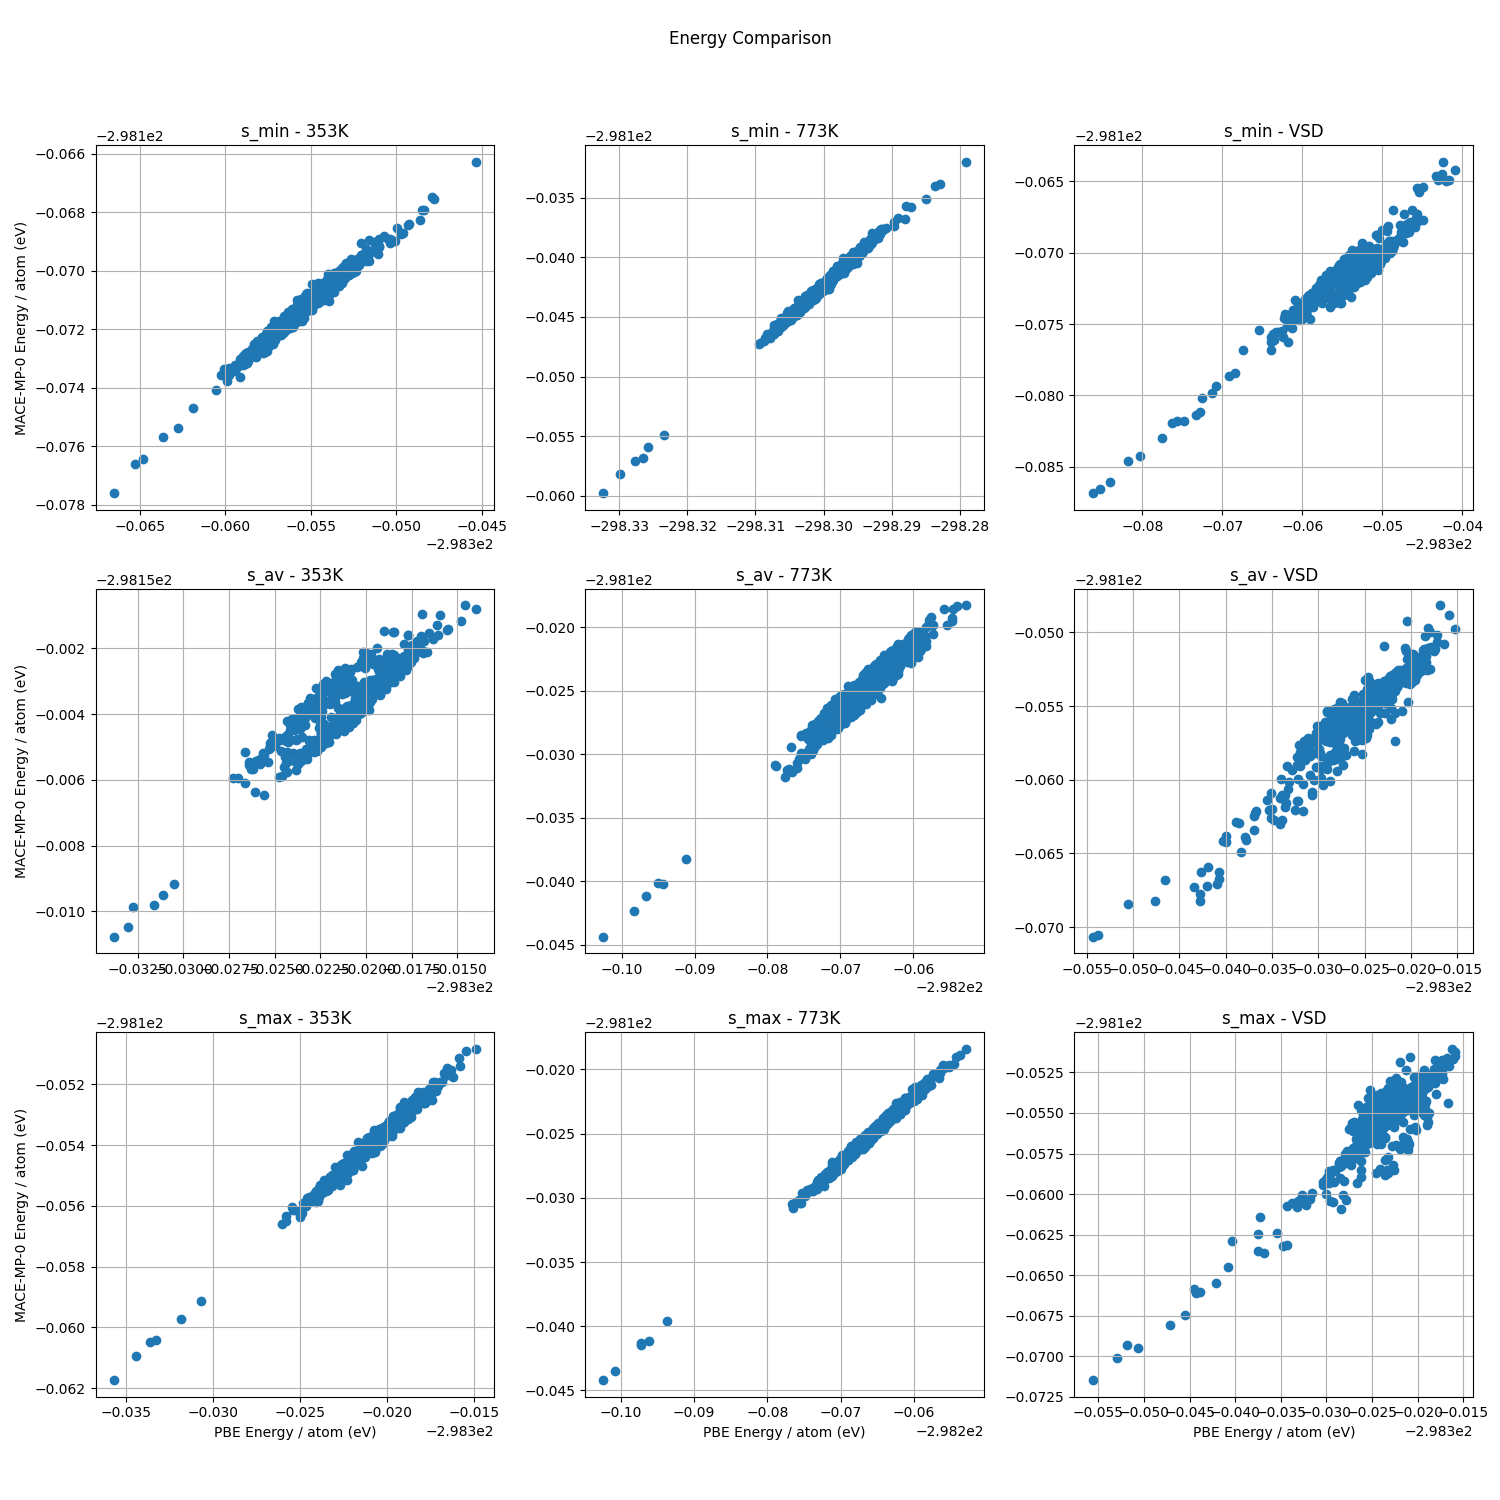 Energy Comparison
−2.981e2
s_min - 353K
−0.066
−0.068
−0.070
−0.072
−0.074
−0.076
−0.078
MACE-MP-0 Energy / atom (eV)
−0.065 −0.060 −0.055 −0.050 −0.045
−2.983e2
−2.981e2
s_min - 773K
−0.035
−0.040
−0.045
−0.050
−0.055
−0.060
−298.33 −298.32 −298.31 −298.30 −298.29 −298.28
−2.981e2
s_min - VSD
−0.065
−0.070
−0.075
−0.080
−0.085
−0.08 −0.07 −0.06 −0.05 −0.04
−2.983e2
−2.9815e2
s_av - 353K
−0.002
−0.004
−0.006
−0.008
−0.010
MACE-MP-0 Energy / atom (eV)
−0.0325 −0.0300 −0.0275 −0.0250 −0.0225 −0.0200 −0.0175 −0.0150
−2.983e2
−2.981e2
s_av - 773K
−0.020
−0.025
−0.030
−0.035
−0.040
−0.045
−0.10 −0.09 −0.08 −0.07 −0.06
−2.982e2
−2.981e2
s_av - VSD
−0.050
−0.055
−0.060
−0.065
−0.070
−0.055 −0.050 −0.045 −0.040 −0.035 −0.030 −0.025 −0.020 −0.015
−2.983e2
−2.981e2
s_max - 353K
−0.052
−0.054
−0.056
−0.058
−0.060
−0.062
MACE-MP-0 Energy / atom (eV)
−0.035 −0.030 −0.025 −0.020 −0.015
PBE Energy / atom (eV)
−2.983e2
−2.981e2
s_max - 773K
−0.020
−0.025
−0.030
−0.035
−0.040
−0.045
−0.10 −0.09 −0.08 −0.07 −0.06
PBE Energy / atom (eV)
−2.982e2
−2.981e2
s_max - VSD
−0.0525
−0.0550
−0.0575
−0.0600
−0.0625
−0.0650
−0.0675
−0.0700
−0.0725
−0.055 −0.050 −0.045 −0.040 −0.035 −0.030 −0.025 −0.020 −0.015
PBE Energy / atom (eV)
−2.983e2